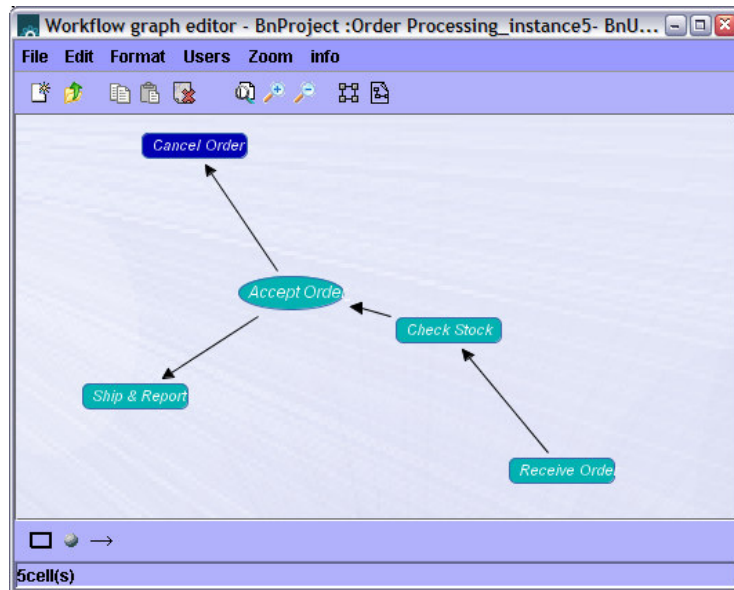 Workflow graph editor - BnProject :Order Processing_instance5- BnU...
File Edit Format Users Zoom info
Cancel Order
Accept Order
Check Stock
Ship & Report
Receive Order
5cell(s)